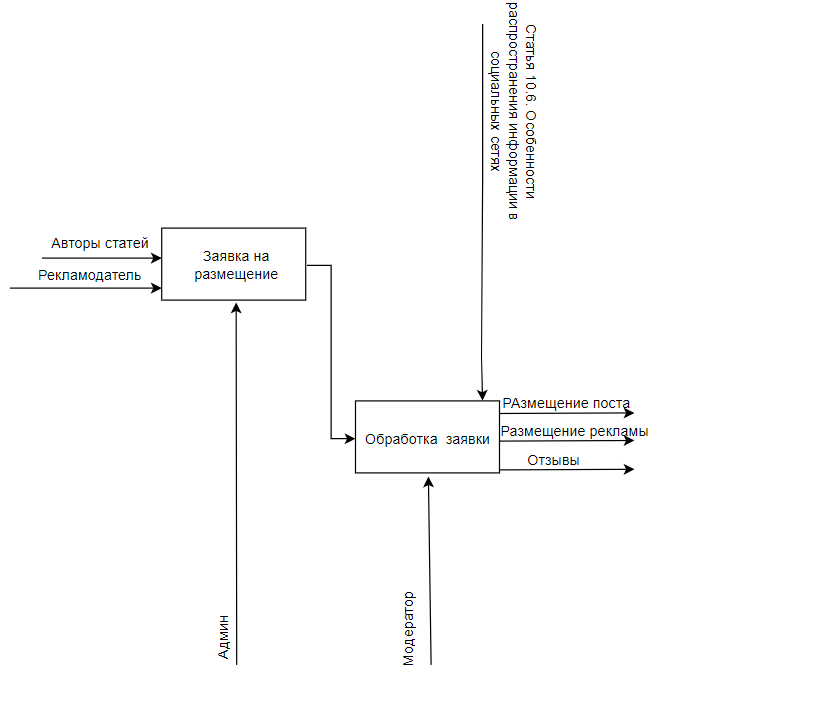 Статья 10.6. Особенности
распространения информации в
социальных сетях
Авторы статей
Рекламодатель
Заявка на
размещение
РАзмещение поста
Размещение рекламы
Отзывы
Обработка заявки
Админ
Модератор